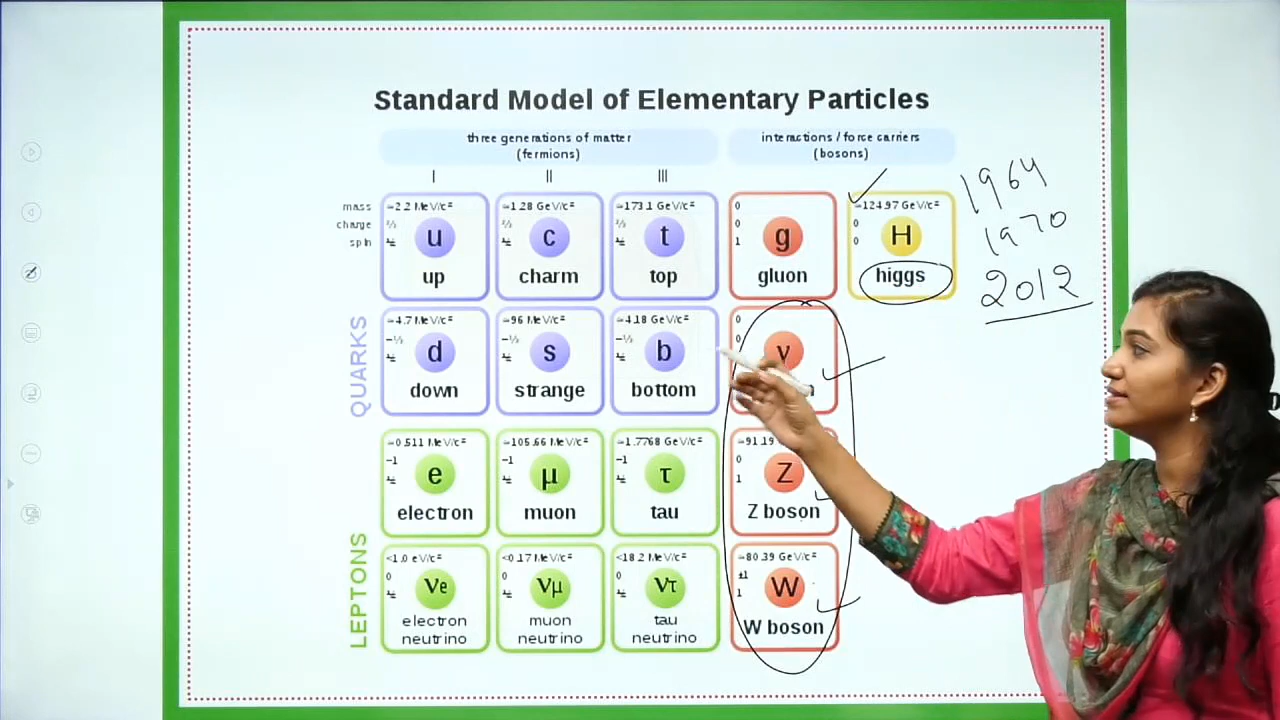 Standard Model of Elementary Particles
three generations of matter
(fermions)
interactions / force carriers
(bosons)
I II III
mass
charge
spin
≃2.2 MeV/c²
⅔
½
u
up
≃1.28 GeV/c²
⅔
½
c
charm
≃173.1 GeV/c²
⅔
½
t
top
0
0
1
g
gluon
≃124.97 GeV/c²
0
0
H
higgs
1964
1970
2012
QUARKS
≃4.7 MeV/c²
−⅓
½
d
down
≃96 MeV/c²
−⅓
½
s
strange
≃4.18 GeV/c²
−⅓
½
b
bottom
0
0
γ
LEPTONS
≃0.511 MeV/c²
−1
½
e
electron
≃105.66 MeV/c²
−1
½
μ
muon
≃1.7768 GeV/c²
−1
½
τ
tau
≃91.19
0
1
Z
Z boson
<1.0 eV/c²
0
½
νe
electron
neutrino
<0.17 MeV/c²
0
½
νμ
muon
neutrino
<18.2 MeV/c²
0
½
ντ
tau
neutrino
≃80.39 GeV/c²
±1
1
W
W boson